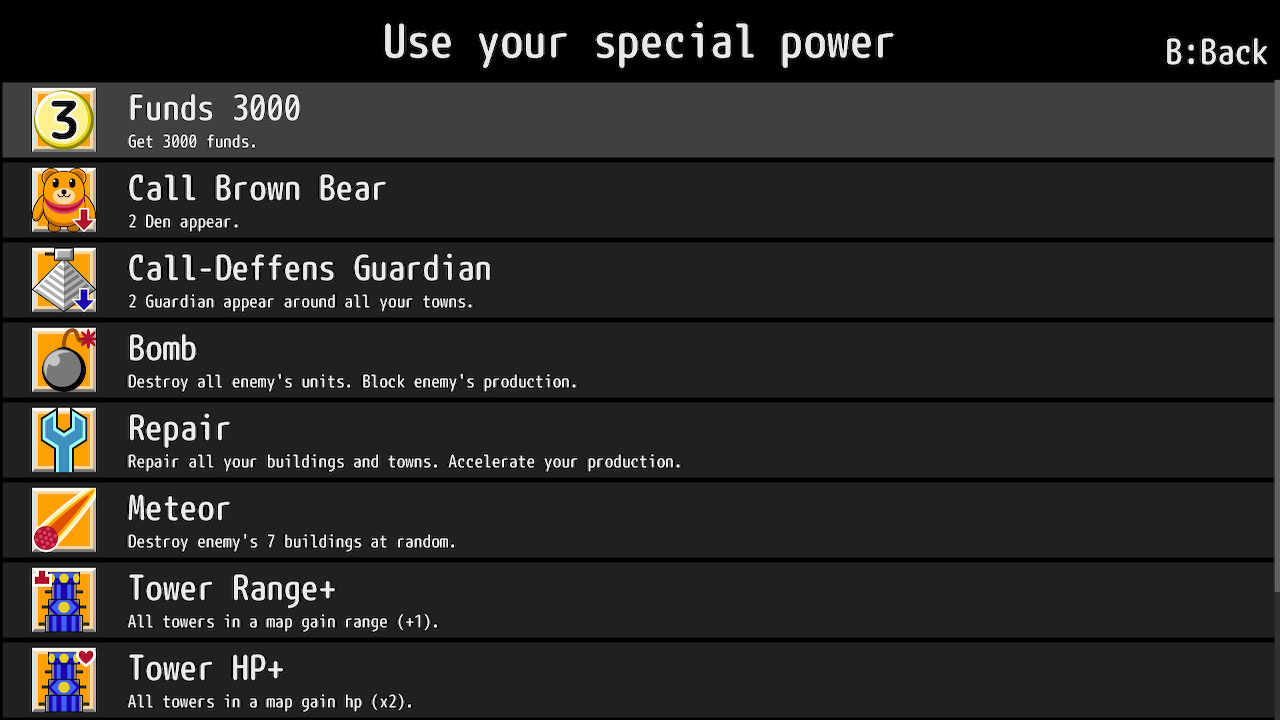 Use your special power
B:Back
3
Funds 3000
Get 3000 funds.
Call Brown Bear
2 Den appear.
Call-Deffens Guardian
2 Guardian appear around all your towns.
Bomb
Destroy all enemy's units. Block enemy's production.
Repair
Repair all your buildings and towns. Accelerate your production.
Meteor
Destroy enemy's 7 buildings at random.
Tower Range+
All towers in a map gain range (+1).
Tower HP+
All towers in a map gain hp (x2).